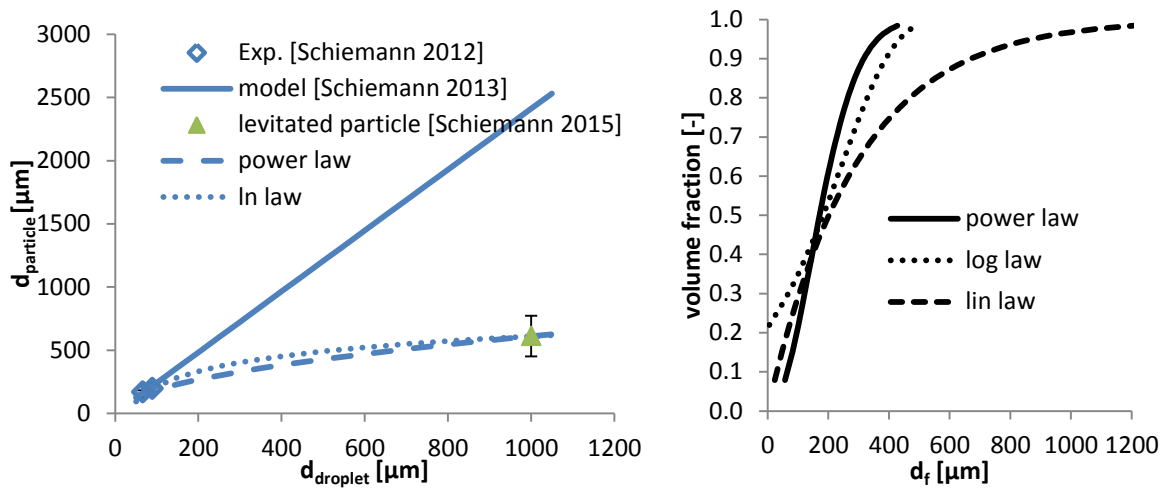 3000
2500
2000
1500
1000
500
0
d_particle [µm]
Exp. [Schiemann 2012]
model [Schiemann 2013]
levitated particle [Schiemann 2015]
power law
ln law
0 200 400 600 800 1000 1200
d_droplet [µm]
1.0
0.9
0.8
0.7
0.6
0.5
0.4
0.3
0.2
0.1
0.0
volume fraction [-]
power law
log law
lin law
0 200 400 600 800 1000 1200
d_f [µm]